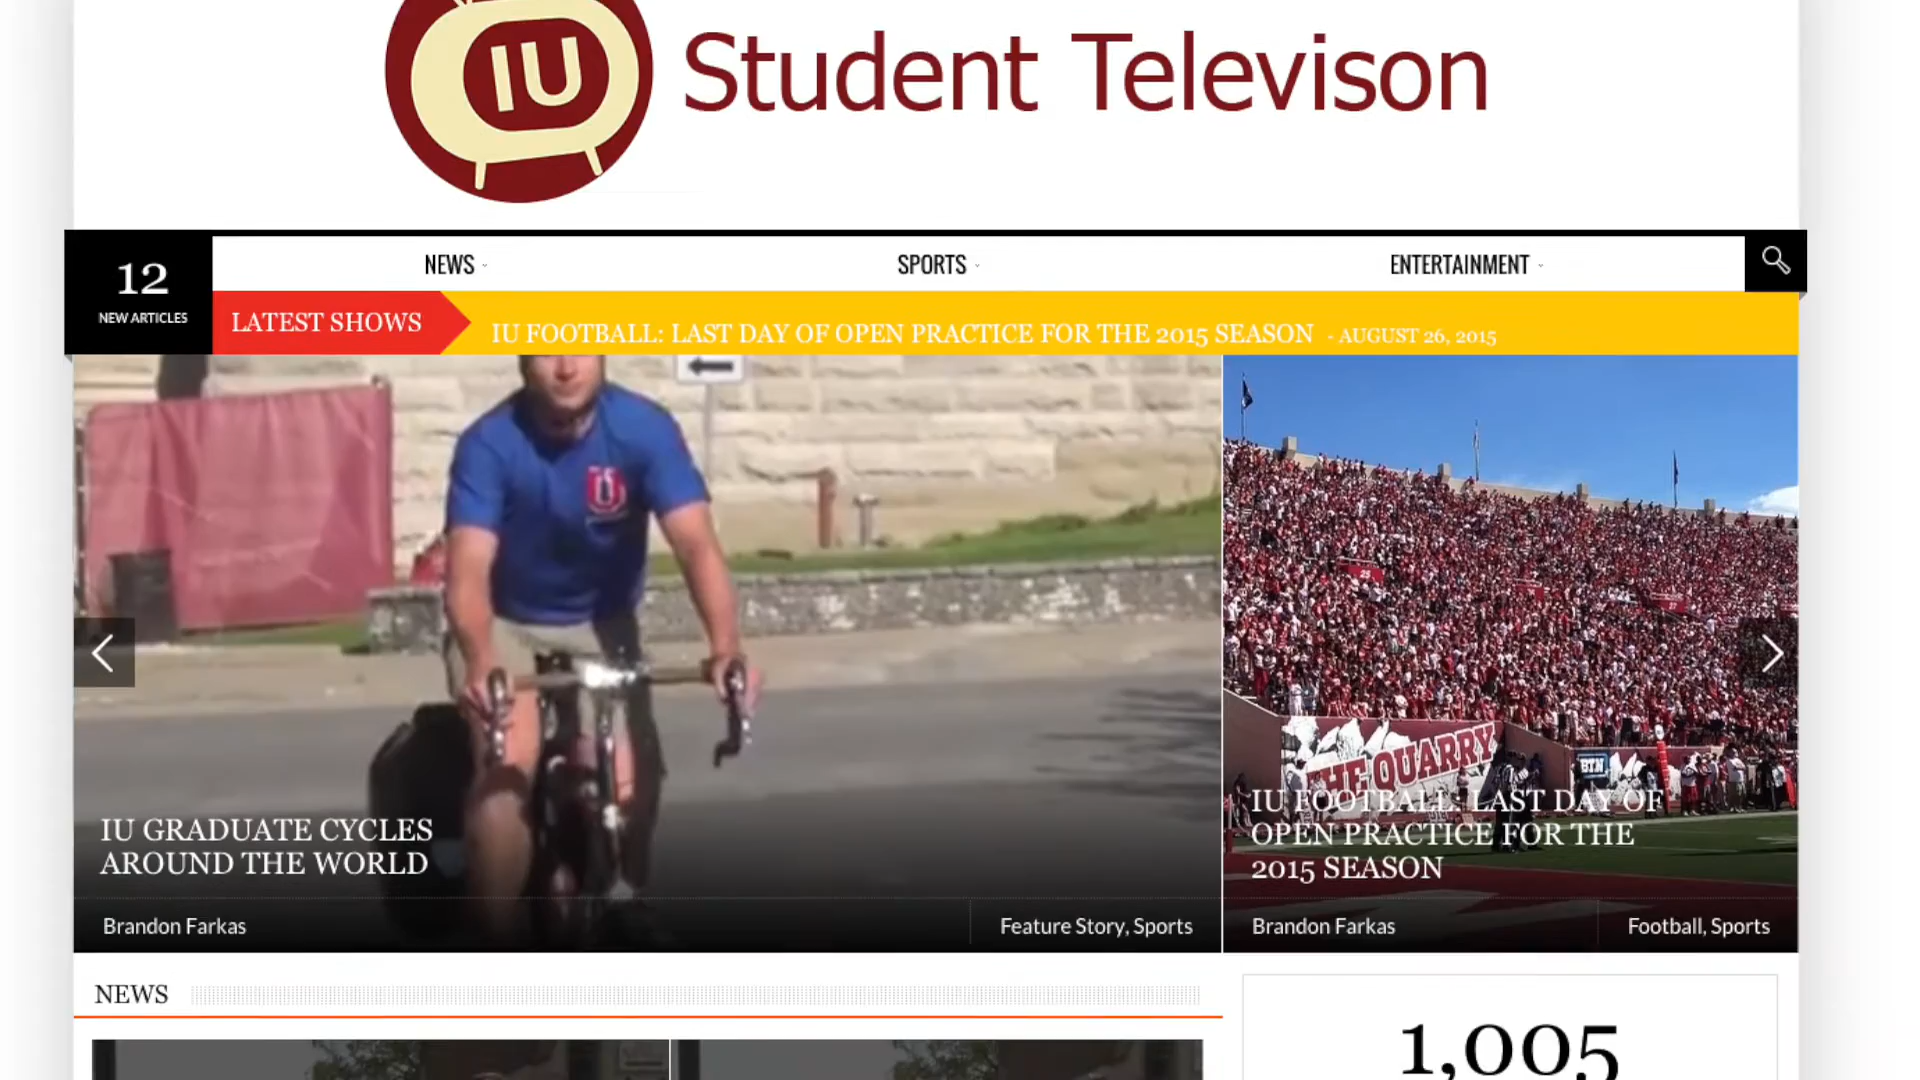 IU
Student Televison
12
NEW ARTICLES
NEWS
SPORTS
ENTERTAINMENT
LATEST SHOWS
IU FOOTBALL: LAST DAY OF OPEN PRACTICE FOR THE 2015 SEASON - AUGUST 26, 2015
THE QUARRY
BTN
25
27
IU GRADUATE CYCLES
AROUND THE WORLD
IU FOOTBALL: LAST DAY OF
OPEN PRACTICE FOR THE
2015 SEASON
Brandon Farkas
Feature Story, Sports
Brandon Farkas
Football, Sports
NEWS
1,005